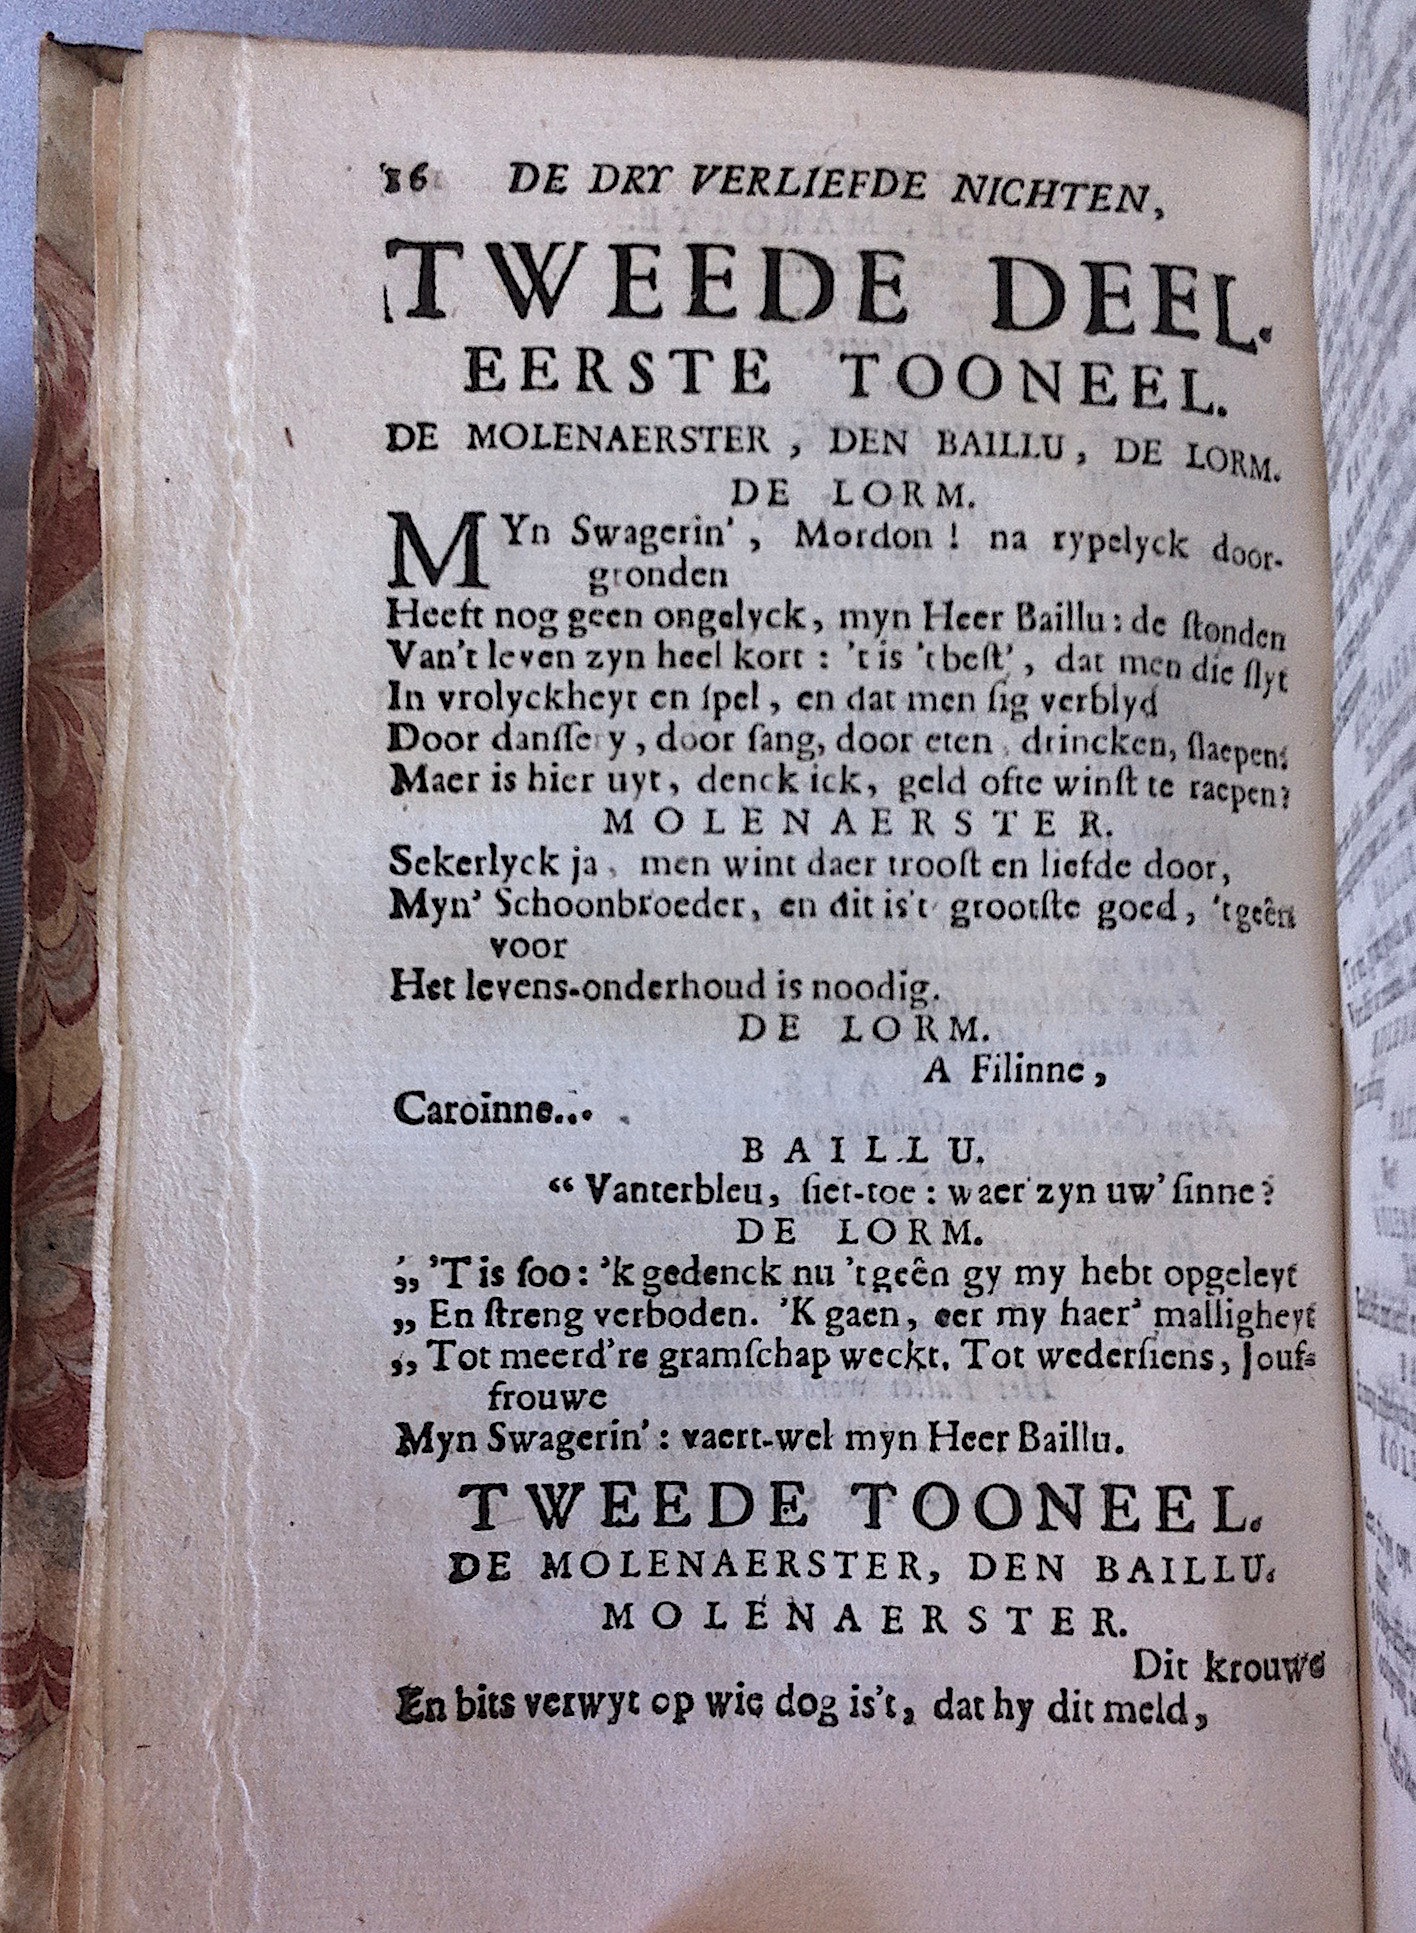 16 DE DRY VERLIEFDE NICHTEN,
TWEEDE DEEL.
EERSTE TOONEEL.
DE MOLENAERSTER, DEN BAILLU, DE LORM.
DE LORM.
MYn Swagerin', Mordon! na rypelyck door-
gronden
Heeft nog geen ongelyck, myn Heer Baillu: de ſtonden
Van't leven zyn heel kort: 't is 't beſt', dat men die ſlyt
In vrolyckheyt en ſpel, en dat men ſig verblyd
Door danſſery, door ſang, door eten, drincken, ſlaepen:
Maer is hier uyt, denck ick, geld ofte winſt te raepen?
MOLENAERSTER.
Sekerlyck ja, men wint daer trooſt en liefde door,
Myn' Schoonbroeder, en dit is't grootſte goed, 'tgeên
voor
Het levens-onderhoud is noodig.
DE LORM.
A Filinne,
Caroinne...
BAILLU.
“ Vanterbleu, ſiet-toe: waer zyn uw' ſinne?
DE LORM.
„ 'T is ſoo: 'k gedenck nu 'tgeên gy my hebt opgeleyt
„ En ſtreng verboden. 'K gaen, eer my haer' malligheyt
„ Tot meerd're gramſchap weckt. Tot wederſiens, Jouf-
frouwe
Myn Swagerin': vaert-wel myn Heer Baillu.
TWEEDE TOONEEL.
DE MOLENAERSTER, DEN BAILLU.
MOLENAERSTER.
Dit krouwe
En bits verwyt op wie dog is't, dat hy dit meld,